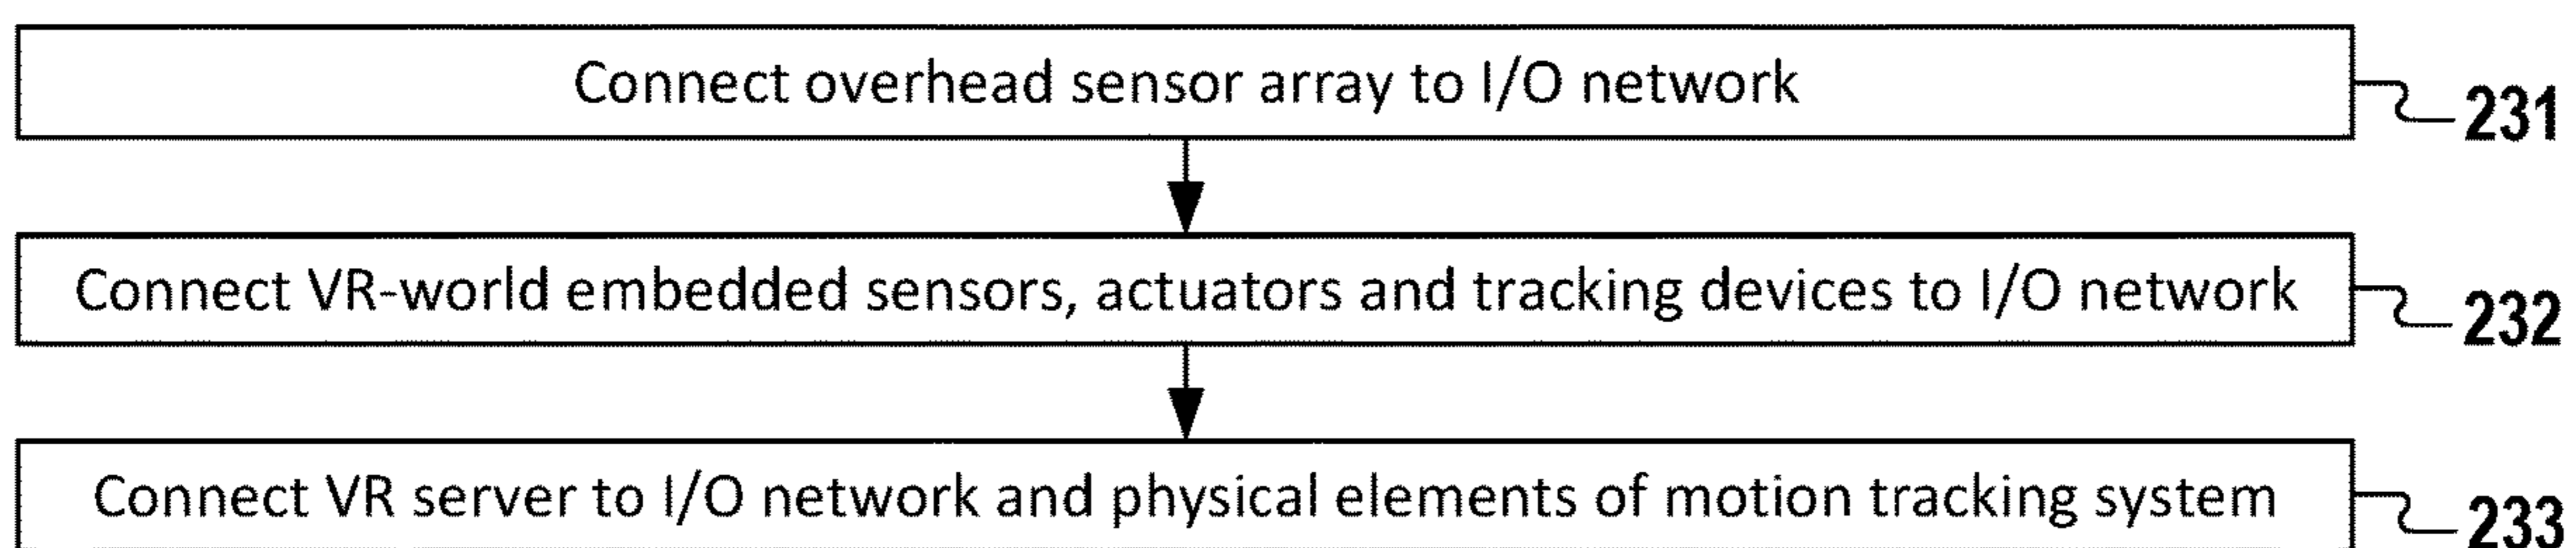 Connect overhead sensor array to I/O network
231
Connect VR-world embedded sensors, actuators and tracking devices to I/O network
232
Connect VR server to I/O network and physical elements of motion tracking system
233